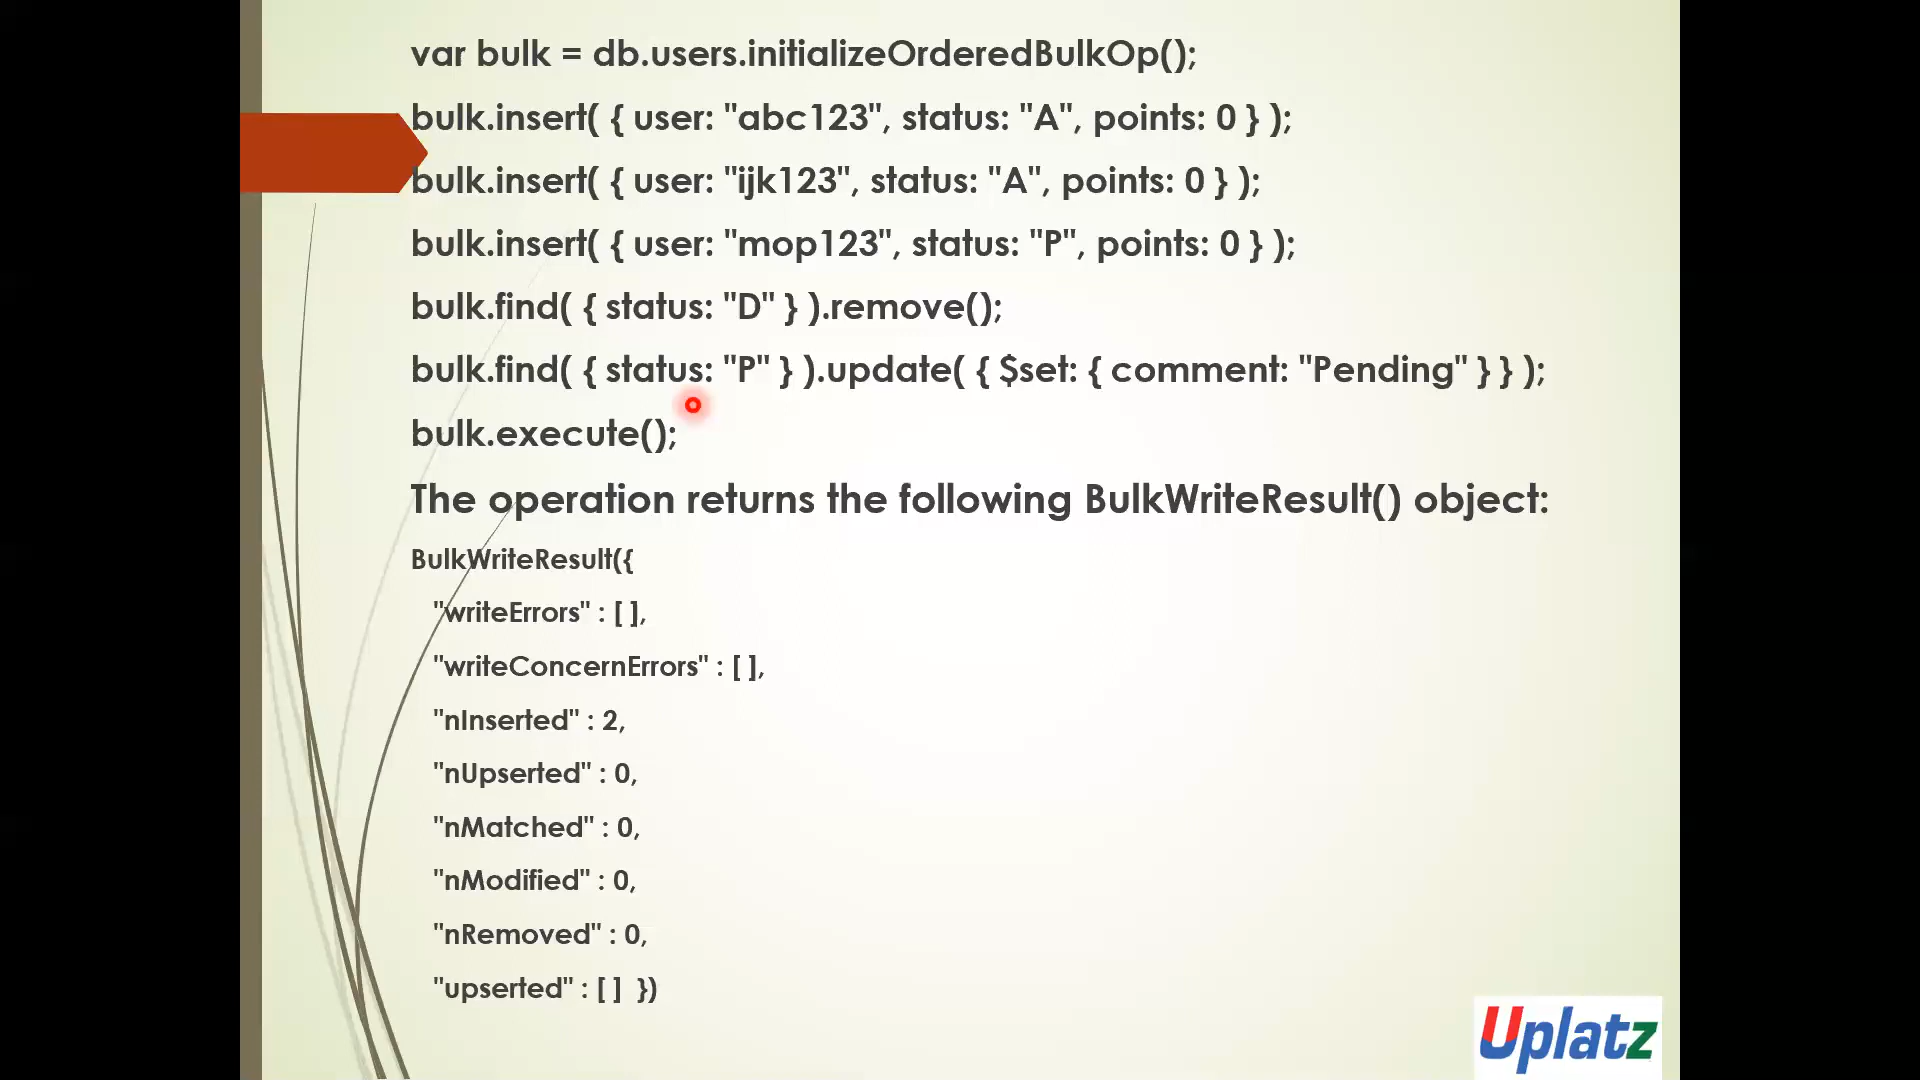 var bulk = db.users.initializeOrderedBulkOp();
bulk.insert( { user: "abc123", status: "A", points: 0 } );
bulk.insert( { user: "ijk123", status: "A", points: 0 } );
bulk.insert( { user: "mop123", status: "P", points: 0 } );
bulk.find( { status: "D" } ).remove();
bulk.find( { status: "P" } ).update( { $set: { comment: "Pending" } } );
bulk.execute();
The operation returns the following BulkWriteResult() object:
BulkWriteResult({
"writeErrors" : [ ],
"writeConcernErrors" : [ ],
"nInserted" : 2,
"nUpserted" : 0,
"nMatched" : 0,
"nModified" : 0,
"nRemoved" : 0,
"upserted" : [ ] })
Uplatz